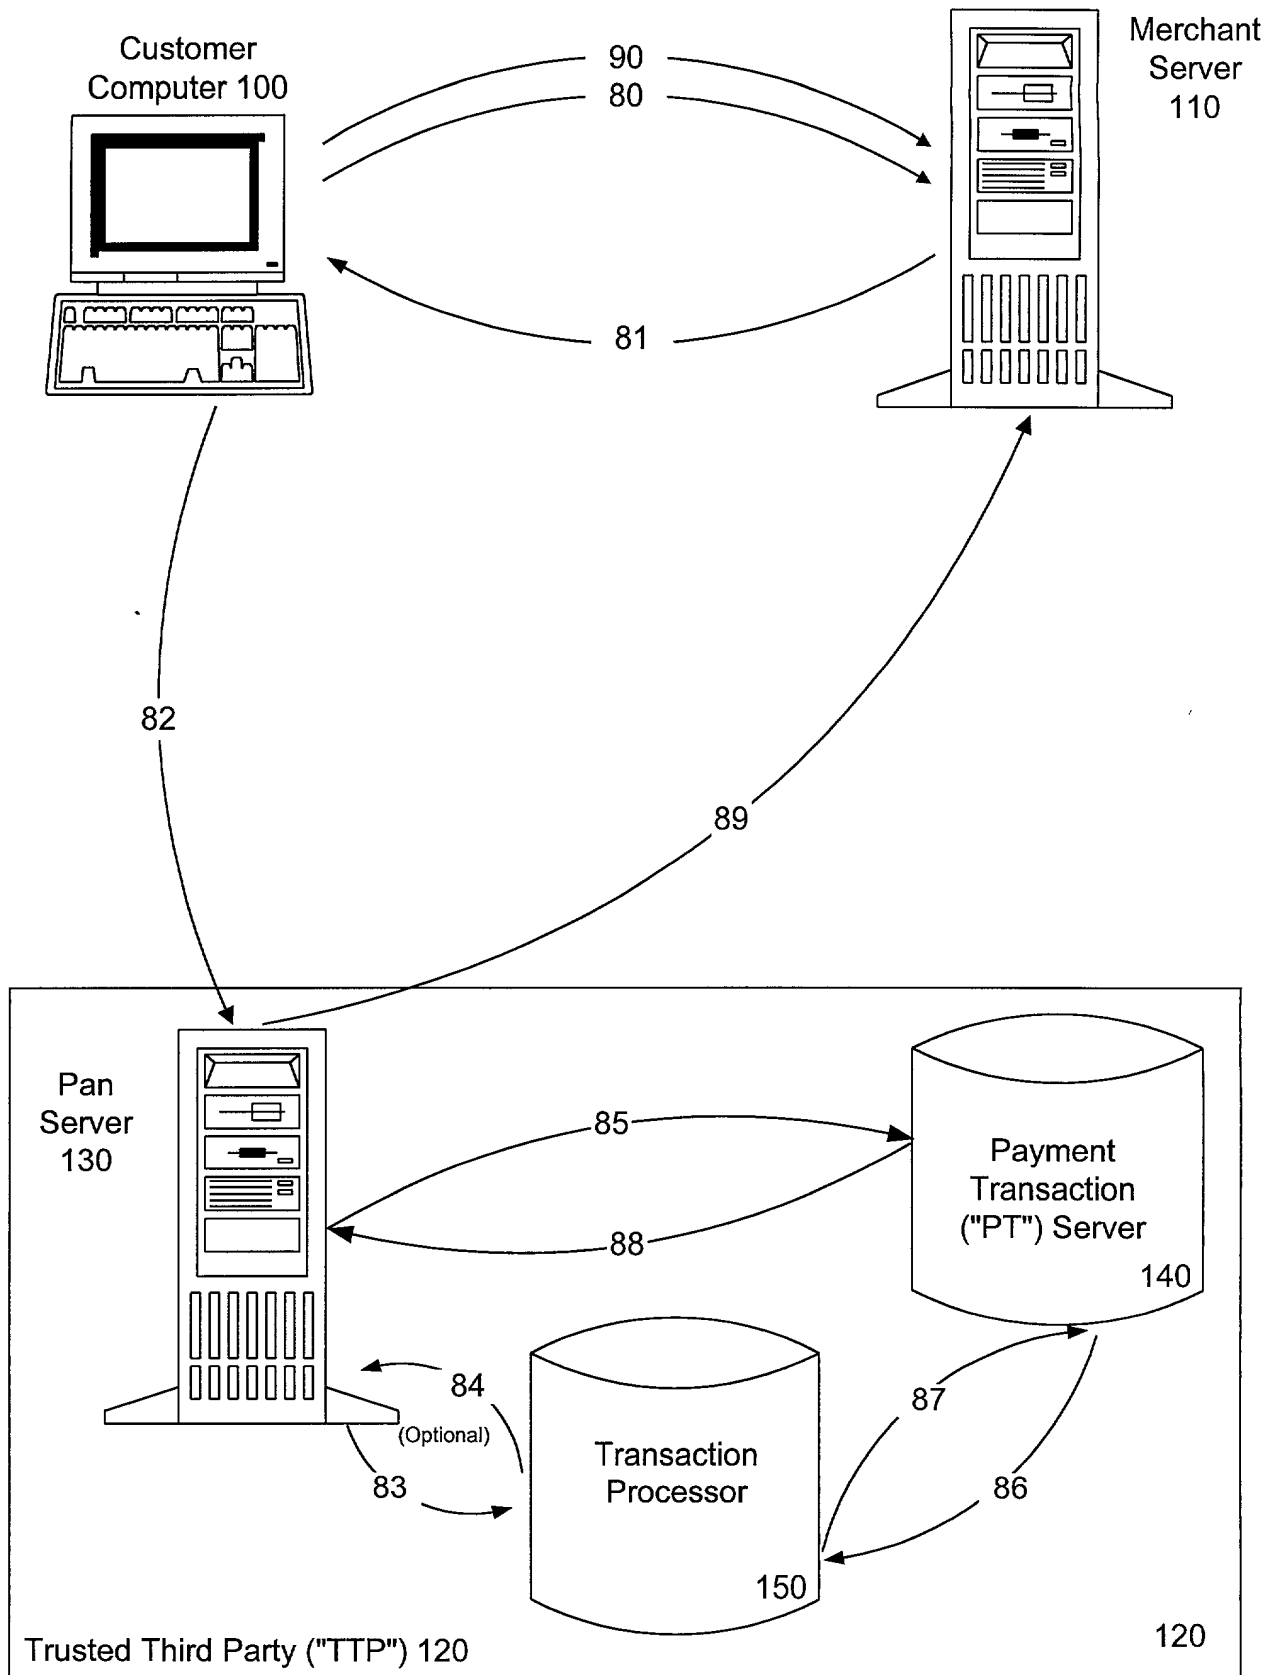 Customer
Computer 100
90
80
Merchant
Server
110
81
82
89
Pan
Server
130
85
88
Payment
Transaction
("PT") Server
140
84
(Optional)
83
Transaction
Processor
150
87
86
Trusted Third Party ("TTP") 120
120